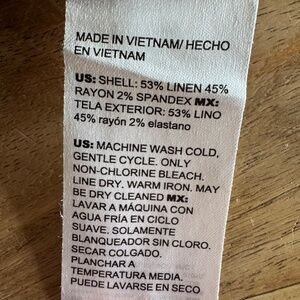 MADE IN VIETNAM/ HECHO
EN VIETNAM
US: SHELL: 53% LINEN 45%
RAYON 2% SPANDEX MX:
TELA EXTERIOR: 53% LINO
45% rayón 2% elastano
US: MACHINE WASH COLD,
GENTLE CYCLE. ONLY
NON-CHLORINE BLEACH.
LINE DRY. WARM IRON. MAY
BE DRY CLEANED MX:
LAVAR A MÁQUINA CON
AGUA FRÍA EN CICLO
SUAVE. SOLAMENTE
BLANQUEADOR SIN CLORO.
SECAR COLGADO.
PLANCHAR A
TEMPERATURA MEDIA.
PUEDE LAVARSE EN SECO.